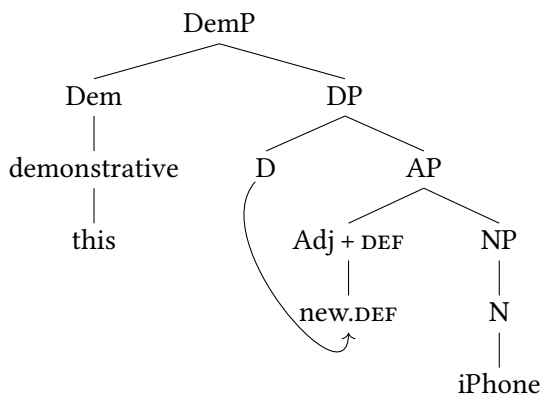 DemP
Dem DP
demonstrative D AP
this Adj + DEF NP
new.DEF N
iPhone